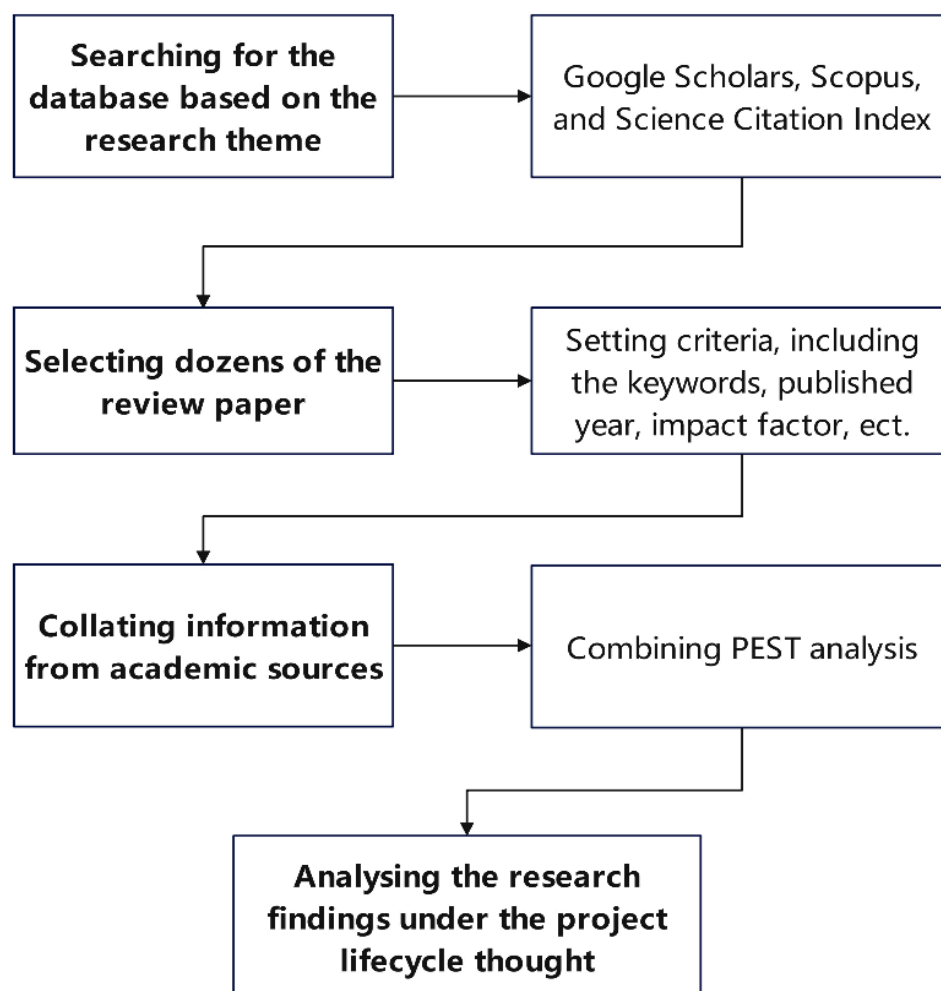 Searching for the
database based on the
research theme
Google Scholars, Scopus,
and Science Citation Index
Selecting dozens of the
review paper
Setting criteria, including
the keywords, published
year, impact factor, ect.
Collating information
from academic sources
Combining PEST analysis
Analysing the research
findings under the project
lifecycle thought